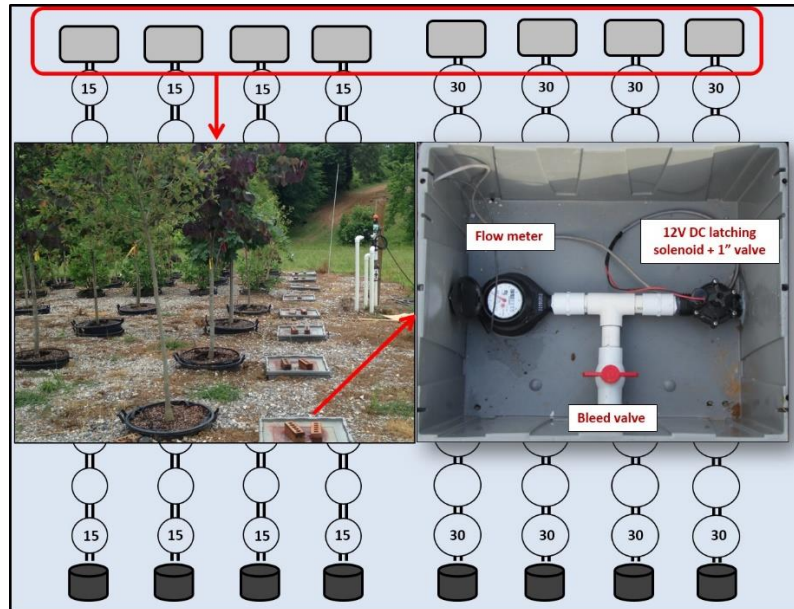 15 15 15 15 30 30 30 30
Flow meter
12V DC latching
solenoid + 1” valve
Bleed valve
15 15 15 15 30 30 30 30